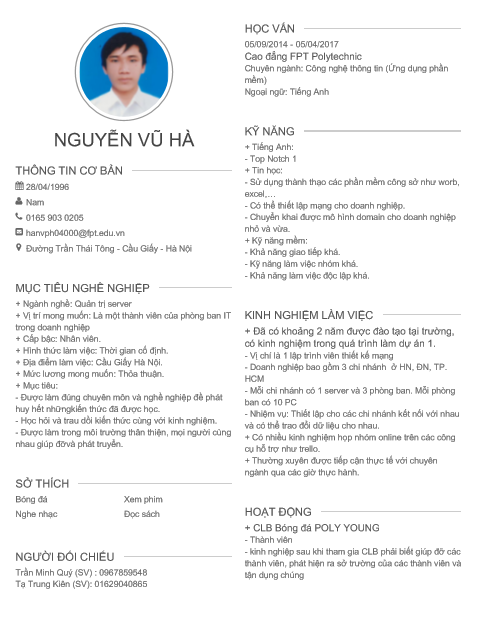 NGUYỄN VŨ HÀ
THÔNG TIN CƠ BẢN
28/04/1996
Nam
0165 903 0205
hanvph04000@fpt.edu.vn
Đường Trần Thái Tông - Cầu Giấy - Hà Nội
MỤC TIÊU NGHỀ NGHIỆP
+ Ngành nghề: Quản trị server
+ Vị trí mong muốn: Là một thành viên của phòng ban IT
trong doanh nghiệp
+ Cấp bậc: Nhân viên.
+ Hình thức làm việc: Thời gian cố định.
+ Địa điểm làm việc: Cầu Giấy Hà Nội.
+ Mức lương mong muốn: Thỏa thuận.
+ Mục tiêu:
- Được làm đúng chuyên môn và nghề nghiệp để phát
huy hết nhữngkiến thức đã được học.
- Học hỏi và trau dồi kiến thức cùng với kinh nghiệm.
- Được làm trong môi trường thân thiện, mọi người cùng
nhau giúp đỡvà phát truyển.
SỞ THÍCH
Bóng đá Xem phim
Nghe nhạc Đọc sách
NGƯỜI ĐỐI CHIẾU
Trần Minh Quý (SV) : 0967859548
Tạ Trung Kiên (SV): 01629040865
HỌC VẤN
05/09/2014 - 05/04/2017
Cao đẳng FPT Polytechnic
Chuyên ngành: Công nghệ thông tin (Ứng dụng phần
mềm)
Ngoại ngữ: Tiếng Anh
KỸ NĂNG
+ Tiếng Anh:
- Top Notch 1
+ Tin học:
- Sử dụng thành thạo các phần mềm công sở như worb,
excel,...
- Có thể thiết lập mạng cho doanh nghiệp.
- Chuyển khai được mô hình domain cho doanh nghiệp
nhỏ và vừa.
+ Kỹ năng mềm:
- Khả năng giao tiếp khá.
- Kỹ năng làm việc nhóm khá.
- Khả năng làm việc độc lập khá.
KINH NGHIỆM LÀM VIỆC
+ Đã có khoảng 2 năm được đào tạo tại trường,
có kinh nghiệm trong quá trình làm dự án 1.
- Vị chí là 1 lập trình viên thiết kế mạng
- Doanh nghiệp bao gồm 3 chi nhánh ở HN, ĐN, TP.
HCM
- Mỗi chi nhánh có 1 server và 3 phòng ban. Mỗi phòng
ban có 10 PC
- Nhiệm vụ: Thiết lập cho các chi nhánh kết nối với nhau
và có thể trao đổi dữ liệu cho nhau.
+ Có nhiều kinh nghiệm họp nhóm online trên các công
cụ hỗ trợ như trello.
+ Thường xuyên được tiếp cận thực tế với chuyên
ngành qua các giờ thực hành.
HOẠT ĐỘNG
+ CLB Bóng đá POLY YOUNG
- Thành viên
- kinh nghiệp sau khi tham gia CLB phải biết giúp đỡ các
thành viên, phát hiện ra sở trường của các thành viên và
tận dụng chúng